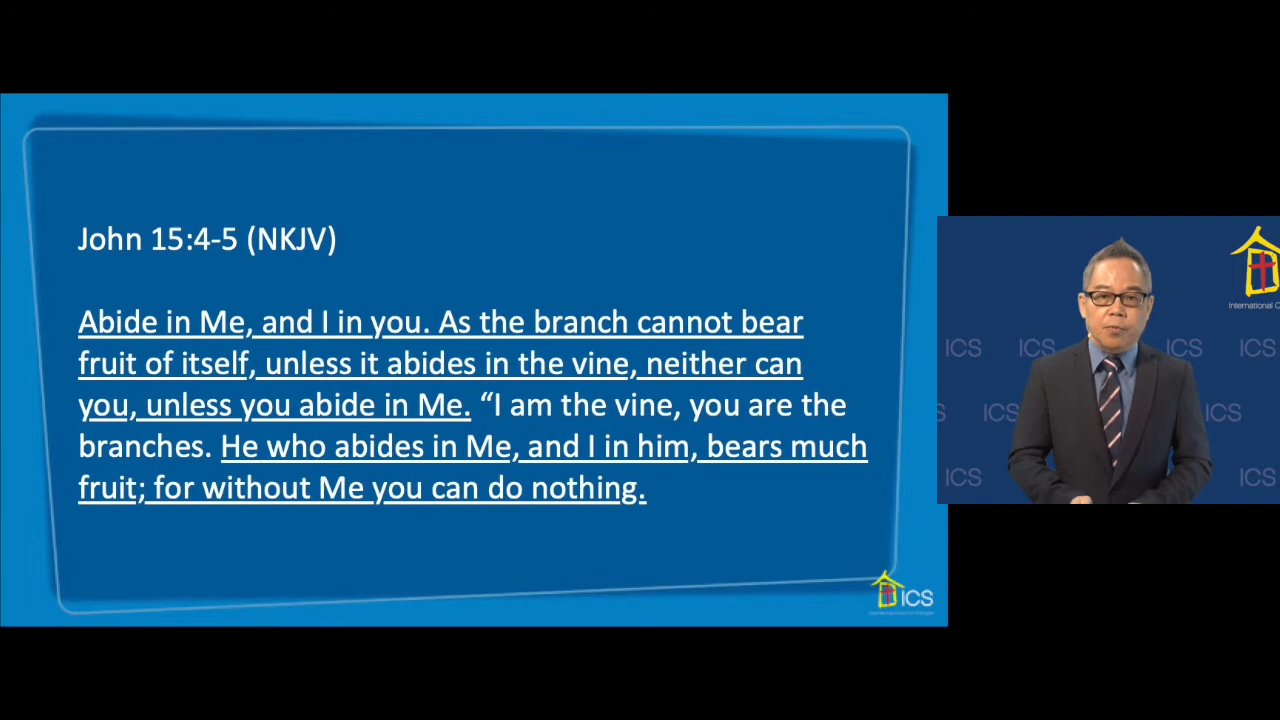 John 15:4-5 (NKJV)
Abide in Me, and I in you. As the branch cannot bear
fruit of itself, unless it abides in the vine, neither can
you, unless you abide in Me. “I am the vine, you are the
branches. He who abides in Me, and I in him, bears much
fruit; for without Me you can do nothing.
ICS
International
ICS ICS ICS ICS
ICS ICS
ICS ICS